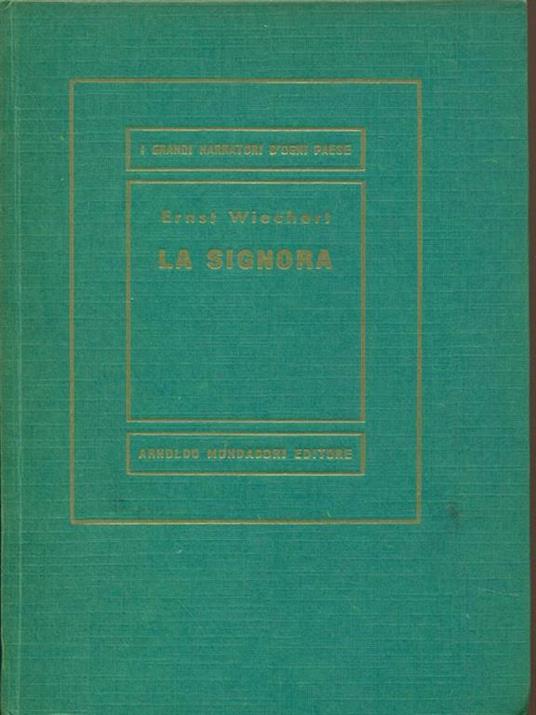 I GRANDI NARRATORI D'OGNI PAESE
Ernst Wiechert
LA SIGNORA
ARNOLDO MONDADORI EDITORE